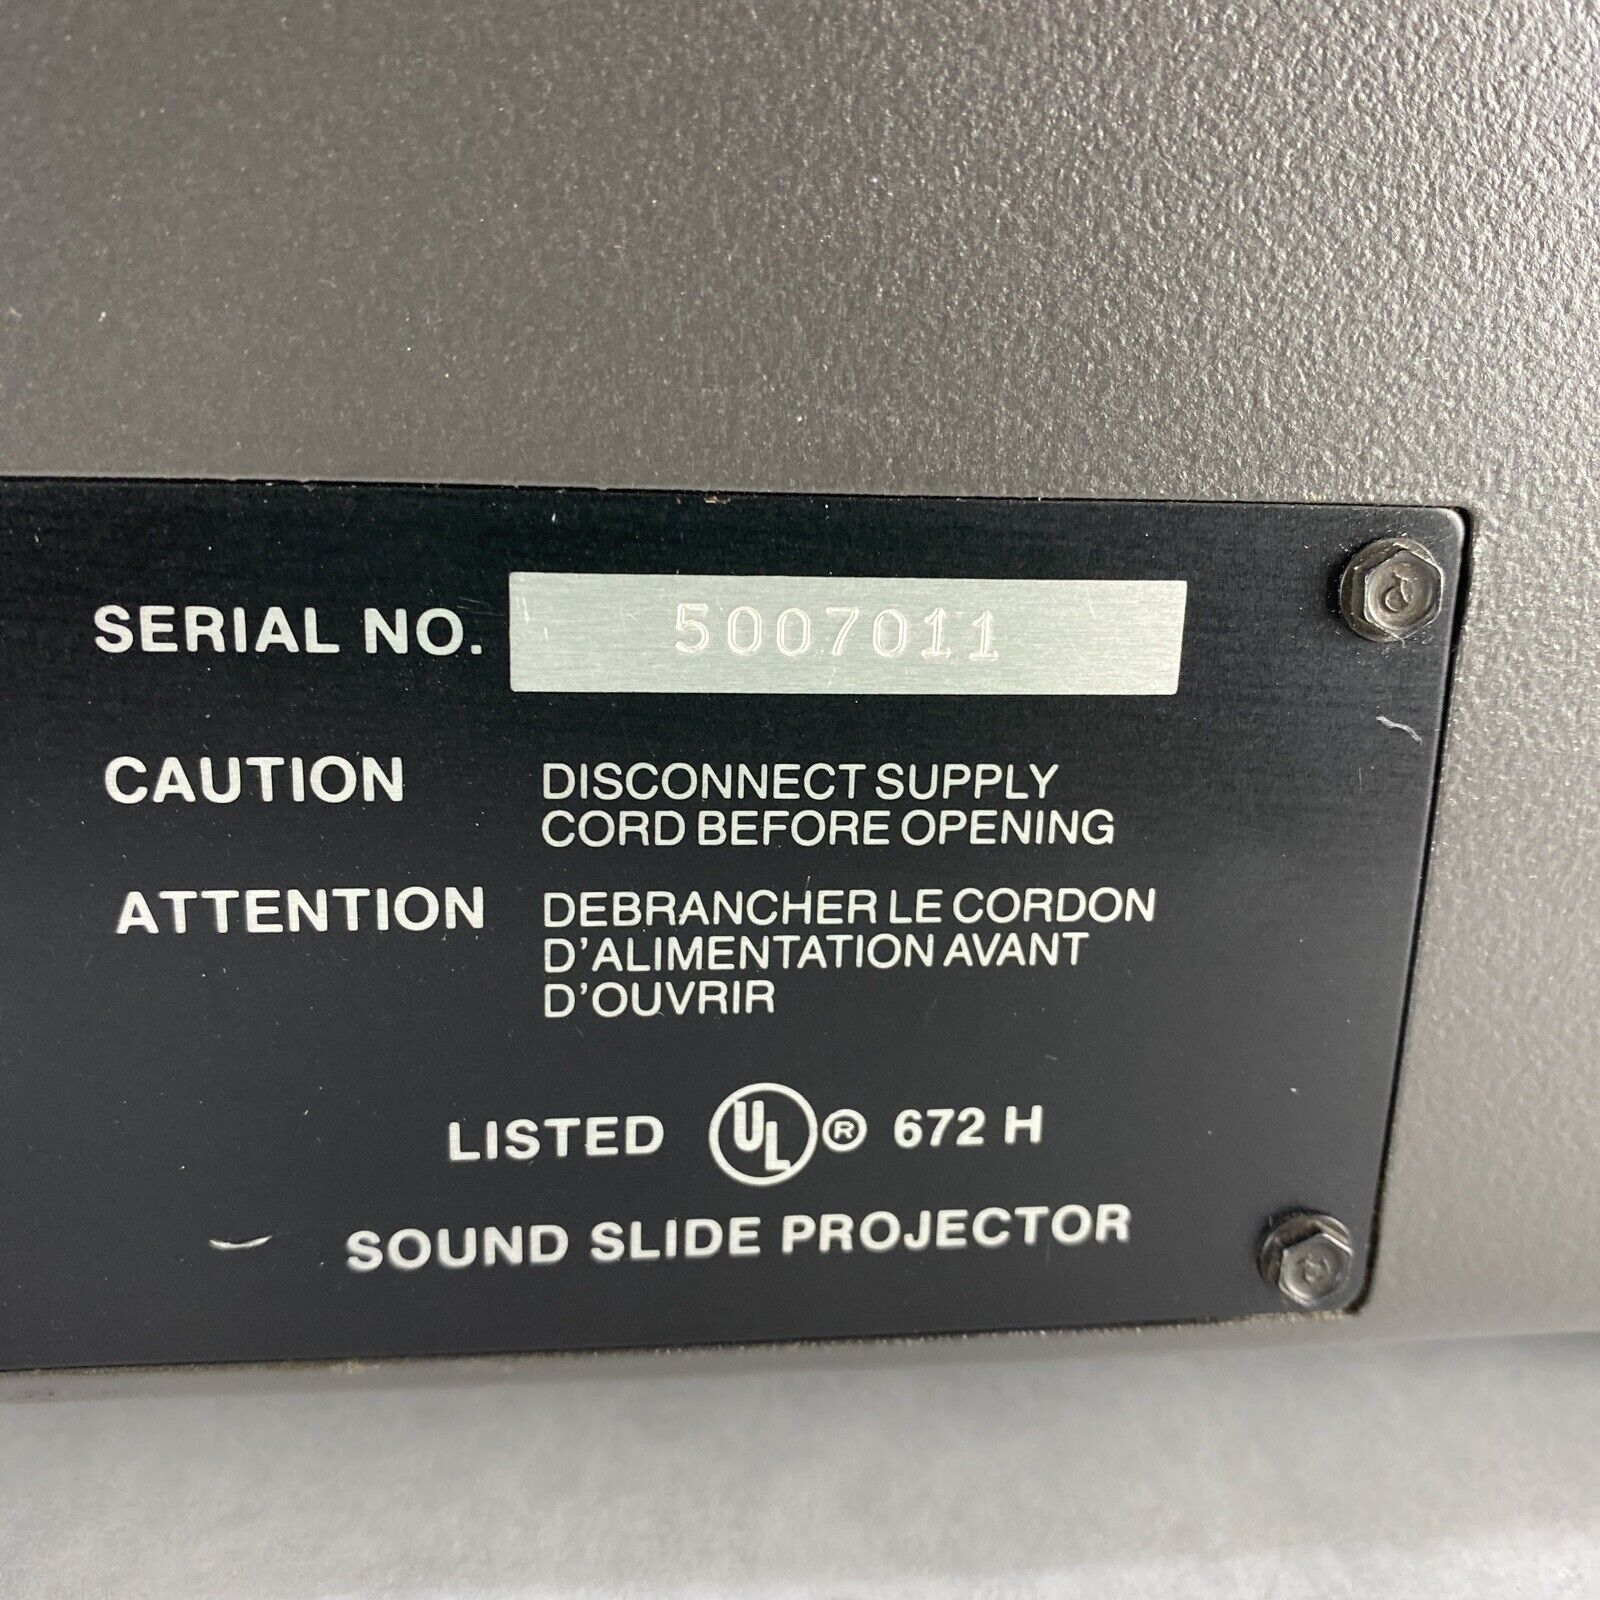 SERIAL NO. 5007011
CAUTION DISCONNECT SUPPLY
CORD BEFORE OPENING
ATTENTION DEBRANCHER LE CORDON
D'ALIMENTATION AVANT
D'OUVRIR
LISTED UL ® 672 H
SOUND SLIDE PROJECTOR